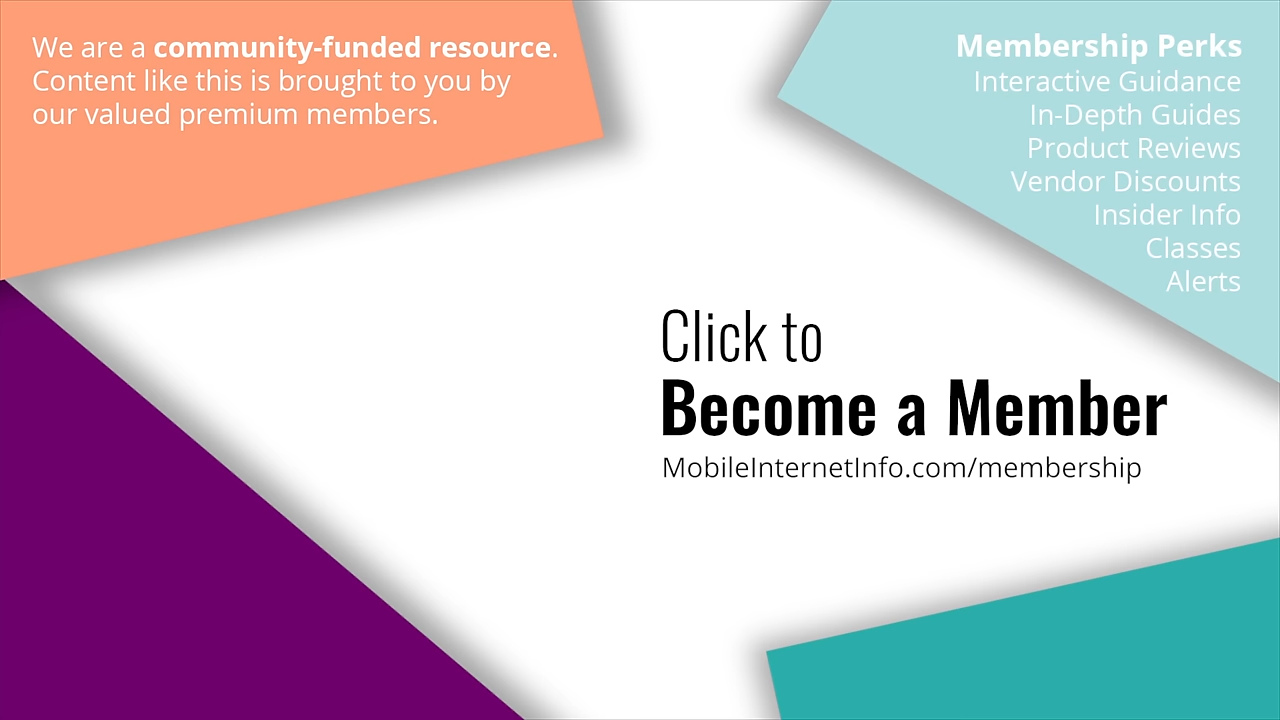 We are a community-funded resource.
Content like this is brought to you by
our valued premium members.
Membership Perks
Interactive Guidance
In-Depth Guides
Product Reviews
Vendor Discounts
Insider Info
Classes
Alerts
Click to
Become a Member
MobileInternetInfo.com/membership